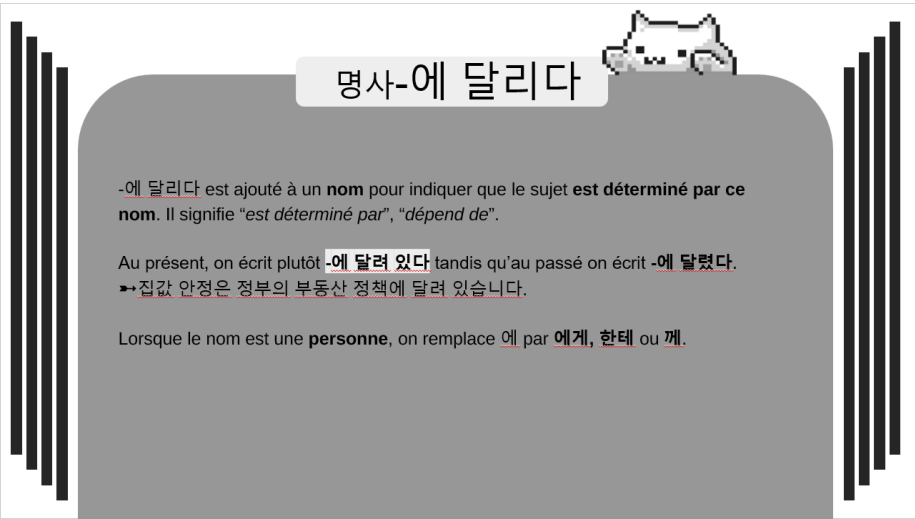 명사-에 달리다
-에 달리다 est ajouté à un nom pour indiquer que le sujet est déterminé par ce
nom. Il signifie “est déterminé par”, “dépend de”.
Au présent, on écrit plutôt -에 달려 있다 tandis qu’au passé on écrit -에 달렸다.
➸집값 안정은 정부의 부동산 정책에 달려 있습니다.
Lorsque le nom est une personne, on remplace 에 par 에게, 한테 ou 께.